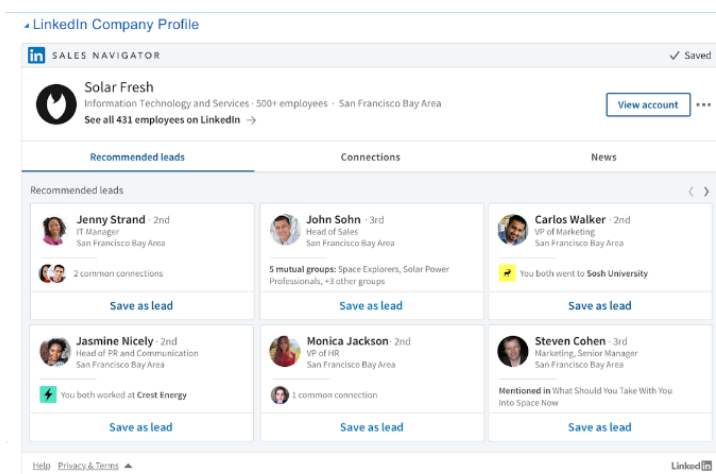 LinkedIn Company Profile
in SALES NAVIGATOR
Saved
Solar Fresh
Information Technology and Services · 500+ employees · San Francisco Bay Area
See all 431 employees on LinkedIn →
View account
Recommended leads
Connections
News
Recommended leads
Jenny Strand · 2nd
IT Manager
San Francisco Bay Area
2 common connections
Save as lead
John Sohn · 3rd
Head of Sales
San Francisco Bay Area
5 mutual groups: Space Explorers, Solar Power
Professionals, +3 other groups
Save as lead
Carlos Walker · 2nd
VP of Marketing
San Francisco Bay Area
You both went to Sosh University
Save as lead
Jasmine Nicely · 2nd
Head of PR and Communication
San Francisco Bay Area
You both worked at Crest Energy
Save as lead
Monica Jackson · 2nd
VP of HR
San Francisco Bay Area
1 common connection
Save as lead
Steven Cohen · 3rd
Marketing, Senior Manager
San Francisco Bay Area
Mentioned in What Should You Take With You
Into Space Now
Save as lead
Help Privacy & Terms
Linked in